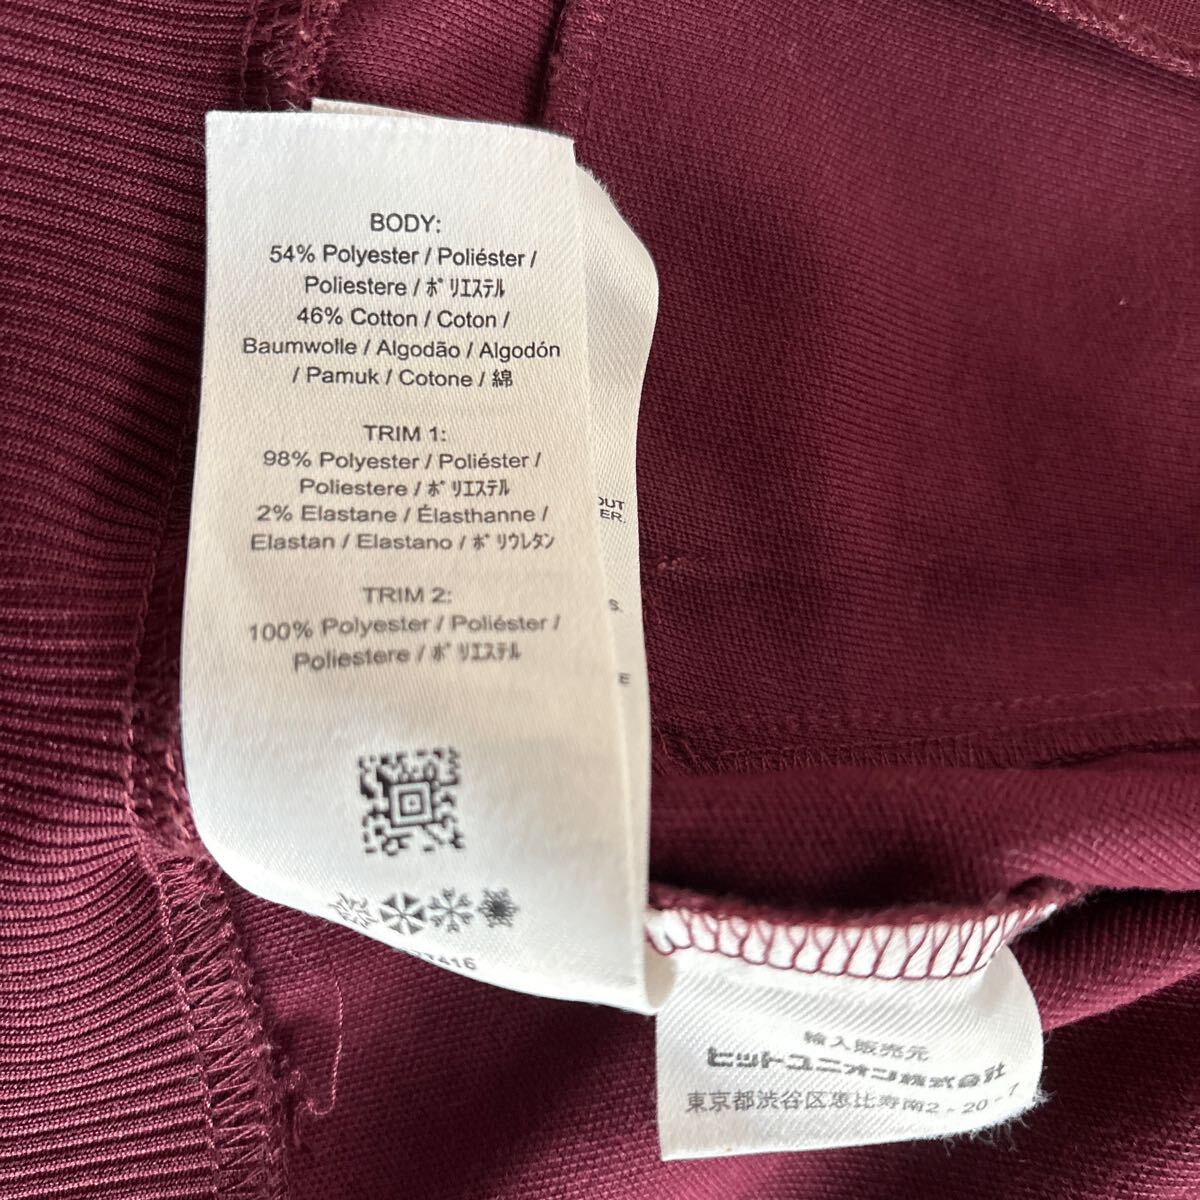 BODY:
54% Polyester / Poliéster /
Poliestere / ポリエステル
46% Cotton / Coton /
Baumwolle / Algodão / Algodón
/ Pamuk / Cotone / 綿
TRIM 1:
98% Polyester / Poliéster /
Poliestere / ポリエステル
2% Elastane / Élasthanne /
Elastan / Elastano / ポリウレタン
TRIM 2:
100% Polyester / Poliéster /
Poliestere / ポリエステル
OUT
ER.
S.
E
輸入販売元
ヒットユニオン株式会社
東京都渋谷区恵比寿南2-20-7